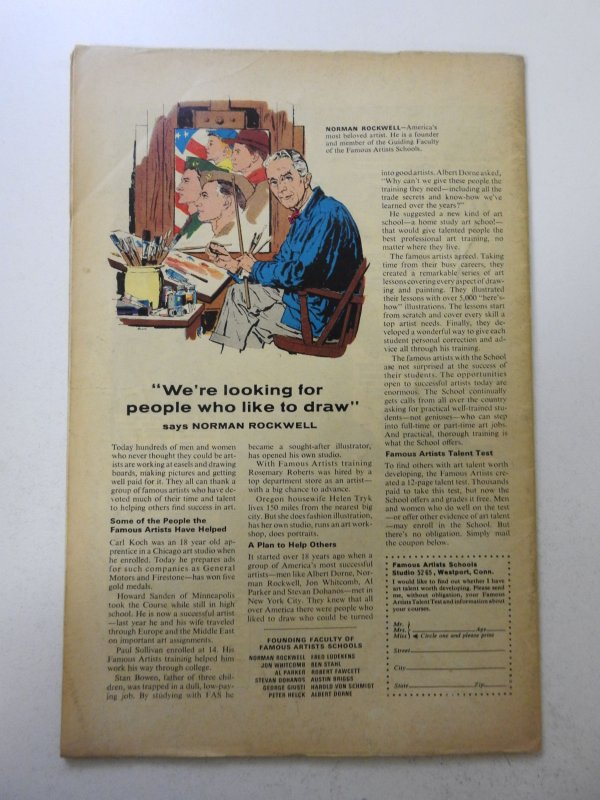 NORMAN ROCKWELL—America's
most beloved artist. He is a founder
and member of the Guiding Faculty
of the Famous Artists Schools.
"We're looking for
people who like to draw"
says NORMAN ROCKWELL
Today hundreds of men and women
who never thought they could be art-
ists are working at easels and drawing
boards, making pictures and getting
well paid for it. They all can thank a
group of famous artists who have de-
voted much of their time and talent
to helping others find success in art.
Some of the People the
Famous Artists Have Helped
Carl Koch was an 18 year old ap-
prentice in a Chicago art studio when
he enrolled. Today he prepares ads
for such companies as General
Motors and Firestone—has won five
gold medals.
Howard Sanden of Minneapolis
took the Course while still in high
school. He is now a successful artist
—last year he and his wife traveled
through Europe and the Middle East
on important art assignments.
Paul Sullivan enrolled at 14. His
Famous Artists training helped him
work his way through college.
Stan Bowen, father of three chil-
dren, was trapped in a dull, low-pay-
ing job. By studying with FAS he
became a sought-after illustrator,
has opened his own studio.
With Famous Artists training
Rosemary Roberts was hired by a
top department store as an artist—
with a big chance to advance.
Oregon housewife Helen Tryk
lives 150 miles from the nearest big
city. But she does fashion illustration,
has her own studio, runs an art work-
shop, does portraits.
A Plan to Help Others
It started over 18 years ago when a
group of America's most successful
artists—men like Albert Dorne, Nor-
man Rockwell, Jon Whitcomb, Al
Parker and Stevan Dohanos—met in
New York City. They knew that all
over America there were people who
liked to draw who could be turned
FOUNDING FACULTY OF
FAMOUS ARTISTS SCHOOLS
NORMAN ROCKWELL FRED LUDEKENS
JON WHITCOMB BEN STAHL
AL PARKER ROBERT FAWCETT
STEVAN DOHANOS AUSTIN BRIGGS
GEORGE GIUSTI HAROLD VON SCHMIDT
PETER HELCK ALBERT DORNE
into good artists. Albert Dorne asked,
"Why can't we give these people the
training they need—including all the
trade secrets and know-how we've
learned over the years?"
He suggested a new kind of art
school—a home study art school—
that would give talented people the
best professional art training, no
matter where they live.
The famous artists agreed. Taking
time from their busy careers, they
created a remarkable series of art
lessons covering every aspect of draw-
ing and painting. They illustrated
their lessons with over 5,000 "here's-
how" illustrations. The lessons start
from scratch and cover every skill a
top artist needs. Finally, they de-
veloped a wonderful way to give each
student personal correction and ad-
vice all through his training.
The famous artists with the School
are not surprised at the success of
their students. The opportunities
open to successful artists today are
enormous. The School continually
gets calls from all over the country
asking for practical well-trained stu-
dents—not geniuses—who can step
into full-time or part-time art jobs.
And practical, thorough training is
what the School offers.
Famous Artists Talent Test
To find others with art talent worth
developing, the Famous Artists cre-
ated a 12-page talent test. Thousands
paid to take this test, but now the
School offers and grades it free. Men
and women who do well on the test
—or offer other evidence of art talent
—may enroll in the School. But
there's no obligation. Simply mail
the coupon below.
Famous Artists Schools
Studio 5265, Westport, Conn.
I would like to find out whether I have
art talent worth developing. Please send
me, without obligation, your Famous
Artists Talent Test and information about
your courses.
Mr.
Mrs. Age
Miss Circle one and please print
Street
City
State Zip